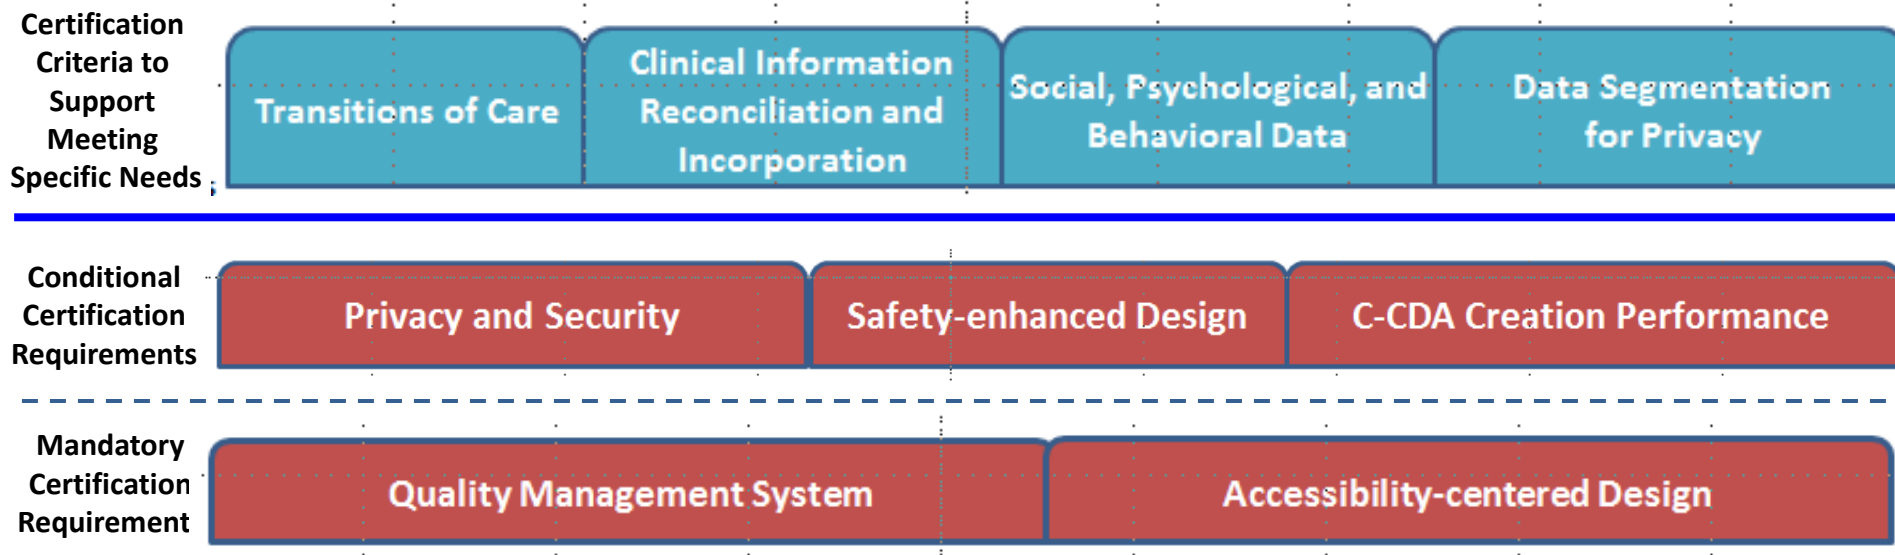 Certification
Criteria to
Support
Meeting
Specific Needs
Transitions of Care
Clinical Information
Reconciliation and
Incorporation
Social, Psychological, and
Behavioral Data
Data Segmentation
for Privacy
Conditional
Certification
Requirements
Privacy and Security
Safety-enhanced Design
C-CDA Creation Performance
Mandatory
Certification
Requirement
Quality Management System
Accessibility-centered Design